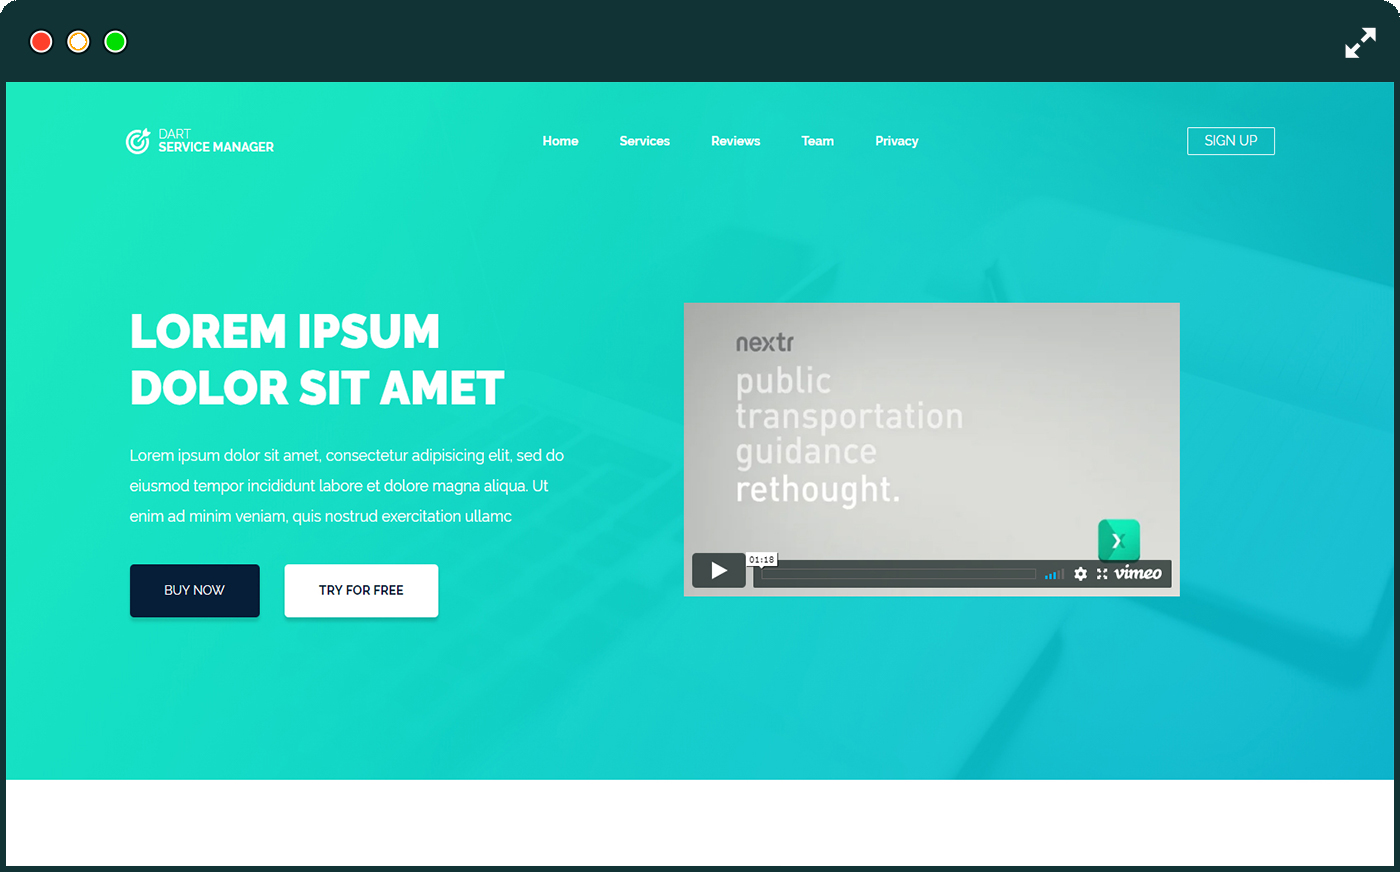 DART
SERVICE MANAGER
Home Services Reviews Team Privacy
SIGN UP
LOREM IPSUM
DOLOR SIT AMET
Lorem ipsum dolor sit amet, consectetur adipisicing elit, sed do
eiusmod tempor incididunt labore et dolore magna aliqua. Ut
enim ad minim veniam, quis nostrud exercitation ullamc
BUY NOW
TRY FOR FREE
nextr
public
transportation
guidance
rethought.
X
01:18
vimeo